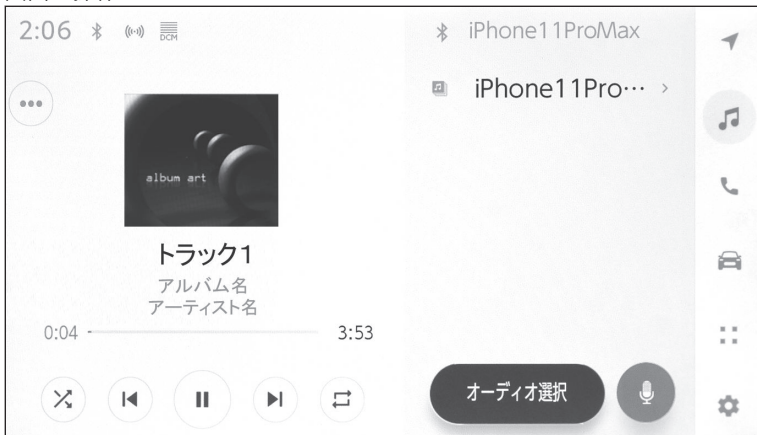 2:06
DCM
iPhone11ProMax
iPhone11Pro…
album art
トラック1
アルバム名
アーティスト名
0:04
3:53
オーディオ選択